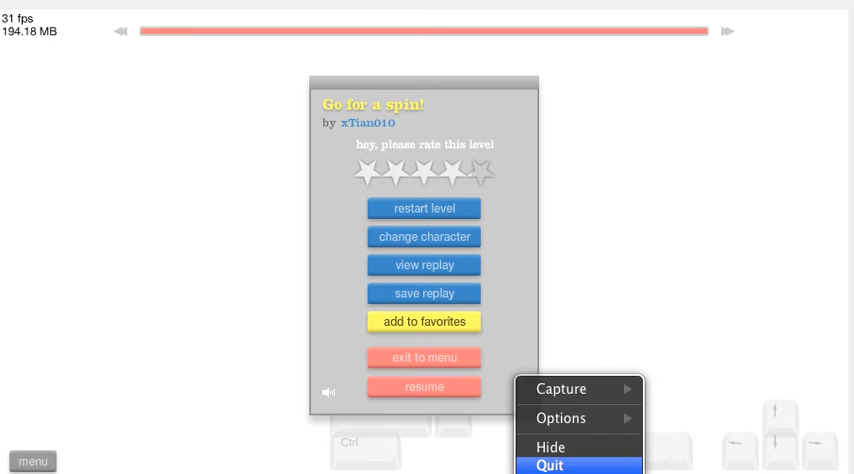 31 fps
194.18 MB
Go for a spin!
by xTian010
hey, please rate this level
restart level
change character
view replay
save replay
add to favorites
exit to menu
resume
Capture
Options
Hide
Quit
Ctrl
menu